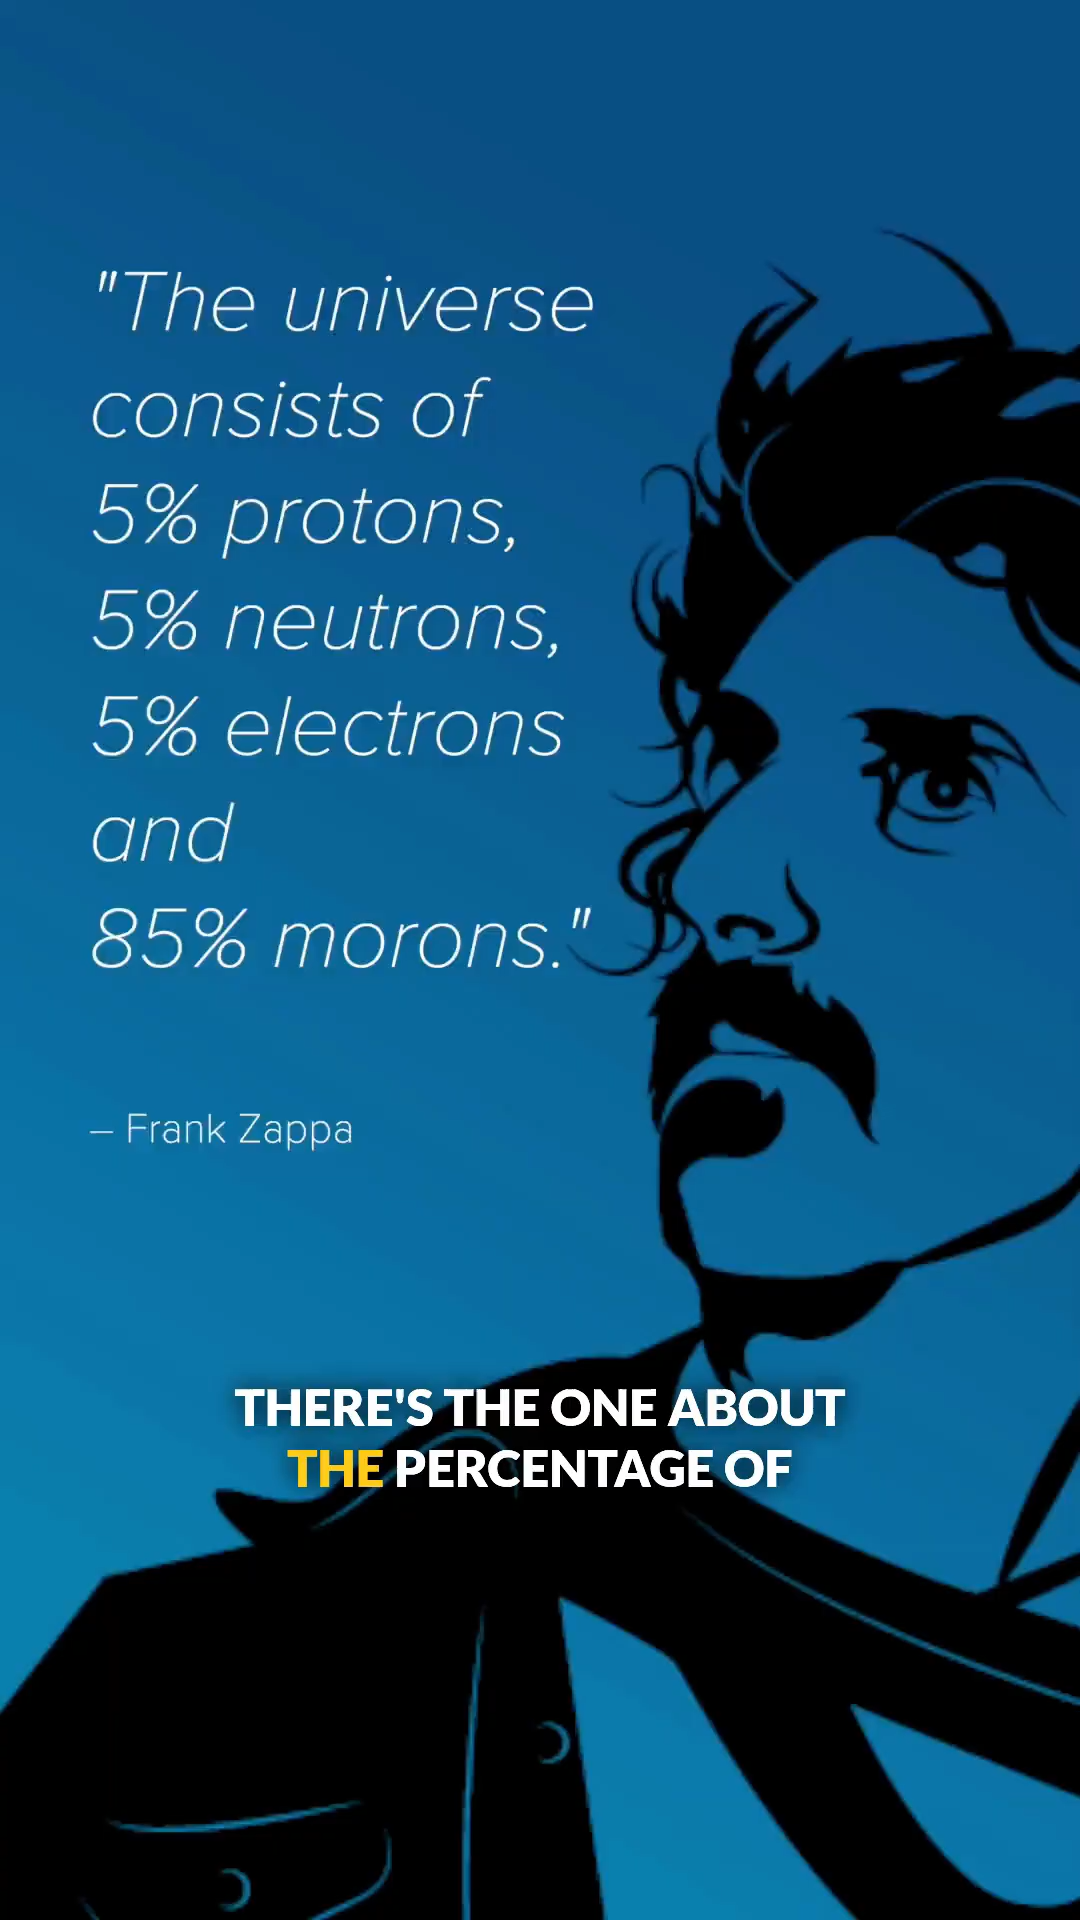 "The universe
consists of
5% protons,
5% neutrons,
5% electrons
and
85% morons."
– Frank Zappa
THERE'S THE ONE ABOUT
THE PERCENTAGE OF